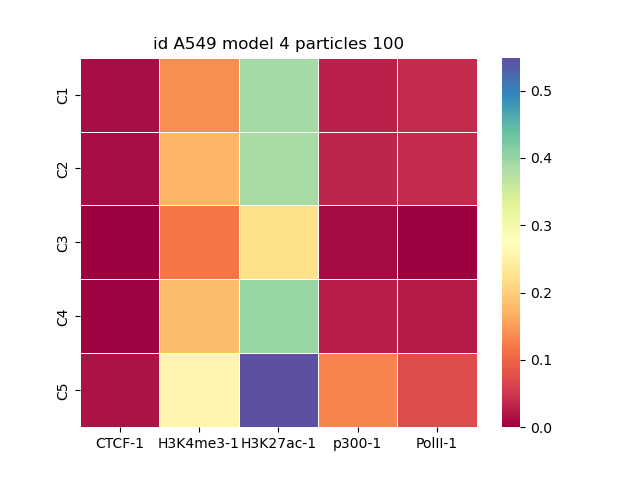 id A549 model 4 particles 100
C1
C2
C3
C4
C5
CTCF-1 H3K4me3-1 H3K27ac-1 p300-1 PolII-1
0.5
0.4
0.3
0.2
0.1
0.0